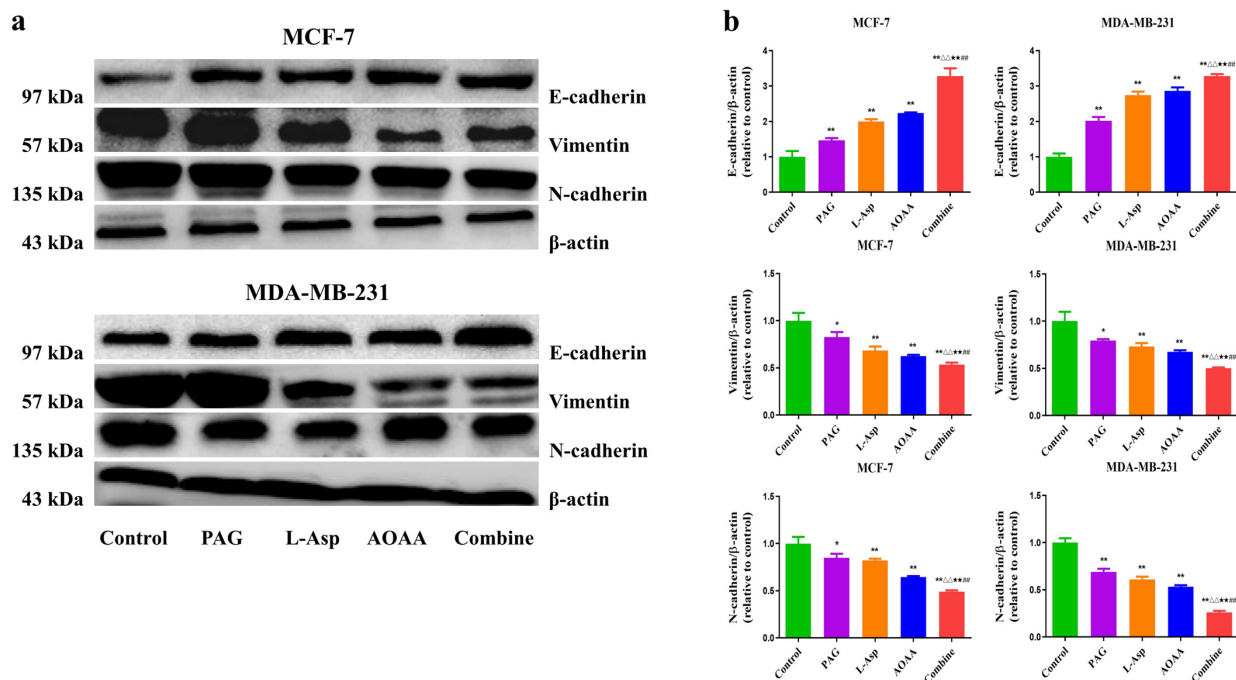 a
MCF-7
97 kDa E-cadherin
57 kDa Vimentin
135 kDa N-cadherin
43 kDa β-actin
MDA-MB-231
97 kDa E-cadherin
57 kDa Vimentin
135 kDa N-cadherin
43 kDa β-actin
Control PAG L-Asp AOAA Combine
b
MCF-7
E-cadherin/β-actin
(relative to control)
4
3
2
1
0
** ** ** **△△★★##
Control PAG L-Asp AOAA Combine
MDA-MB-231
E-cadherin/β-actin
(relative to control)
4
3
2
1
0
** ** ** **△△★★##
Control PAG L-Asp AOAA Combine
MCF-7
Vimentin/β-actin
(relative to control)
1.5
1.0
0.5
0.0
* ** ** **△△★★##
Control PAG L-Asp AOAA Combine
MDA-MB-231
Vimentin/β-actin
(relative to control)
1.5
1.0
0.5
0.0
* ** ** **△△★★##
Control PAG L-Asp AOAA Combine
MCF-7
N-cadherin/β-actin
(relative to control)
1.5
1.0
0.5
0.0
* ** ** **△△★★##
Control PAG L-Asp AOAA Combine
MDA-MB-231
N-cadherin/β-actin
(relative to control)
1.5
1.0
0.5
0.0
** ** ** **△△★★##
Control PAG L-Asp AOAA Combine